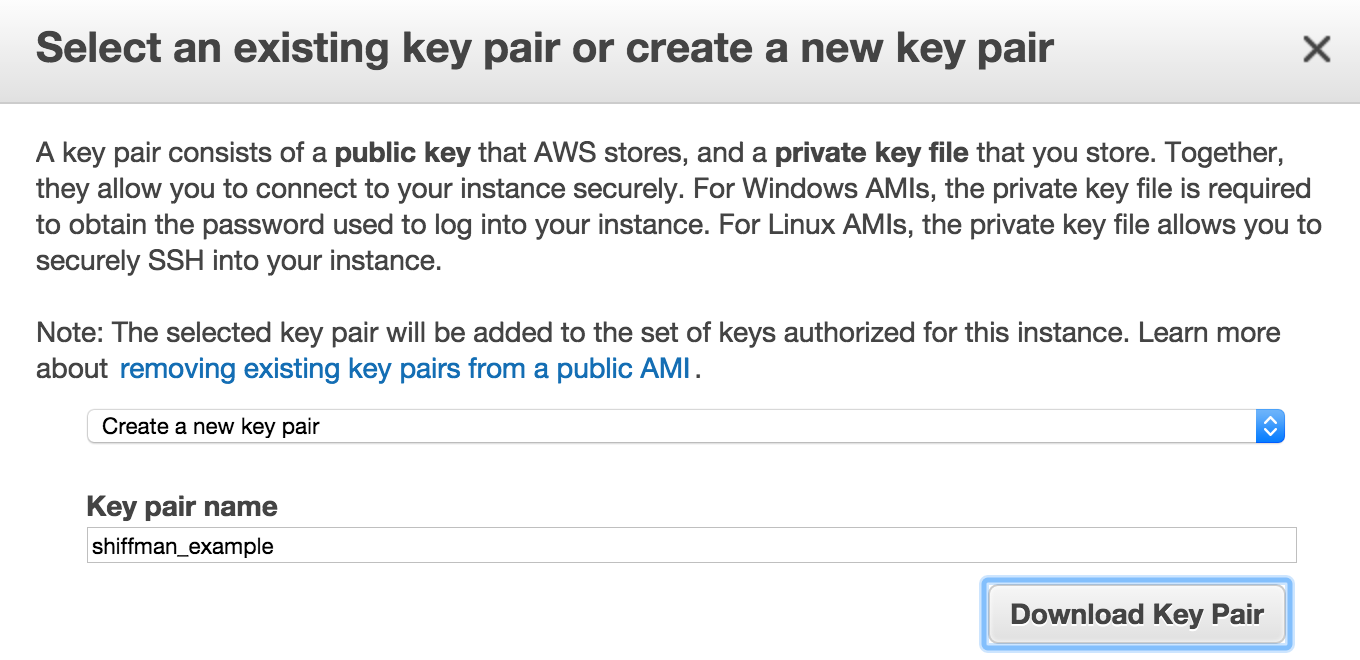 Select an existing key pair or create a new key pair
A key pair consists of a public key that AWS stores, and a private key file that you store. Together,
they allow you to connect to your instance securely. For Windows AMIs, the private key file is required
to obtain the password used to log into your instance. For Linux AMIs, the private key file allows you to
securely SSH into your instance.
Note: The selected key pair will be added to the set of keys authorized for this instance. Learn more
about removing existing key pairs from a public AMI .
Create a new key pair
Key pair name
shiffman_example
Download Key Pair